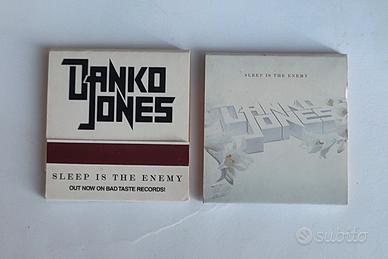 DANKO
JONES
SLEEP IS THE ENEMY
OUT NOW ON BAD TASTE RECORDS!
SLEEP IS THE ENEMY
DANKO
JONES
subito